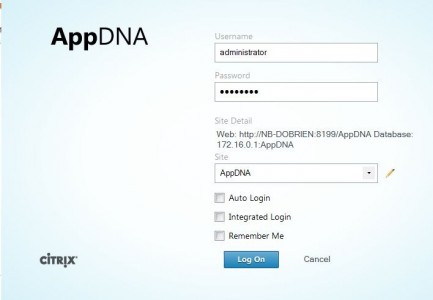 AppDNA
Username
administrator
Password
Site Detail
Web: http://NB-DOBRIEN:8199/AppDNA Database:
172.16.0.1:AppDNA
Site
AppDNA
Auto Login
Integrated Login
Remember Me
CITRIX
Log On
Cancel